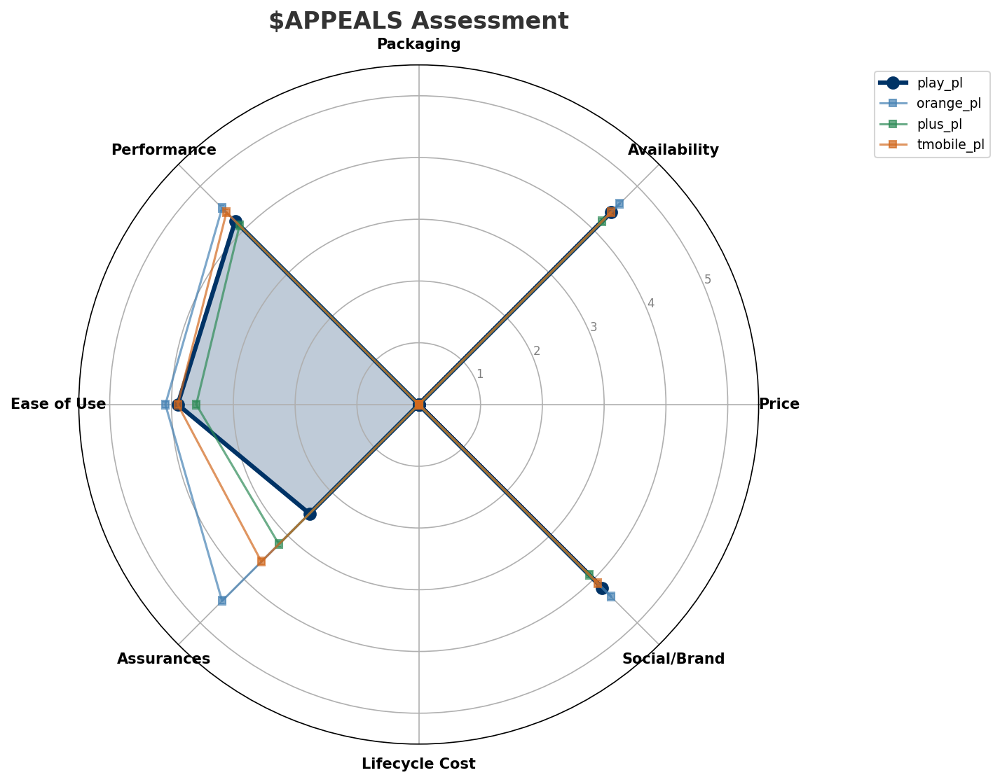 $APPEALS Assessment
Packaging
play_pl
orange_pl
plus_pl
tmobile_pl
Performance
Availability
5
4
3
2
1
Ease of Use
Price
Assurances
Social/Brand
Lifecycle Cost